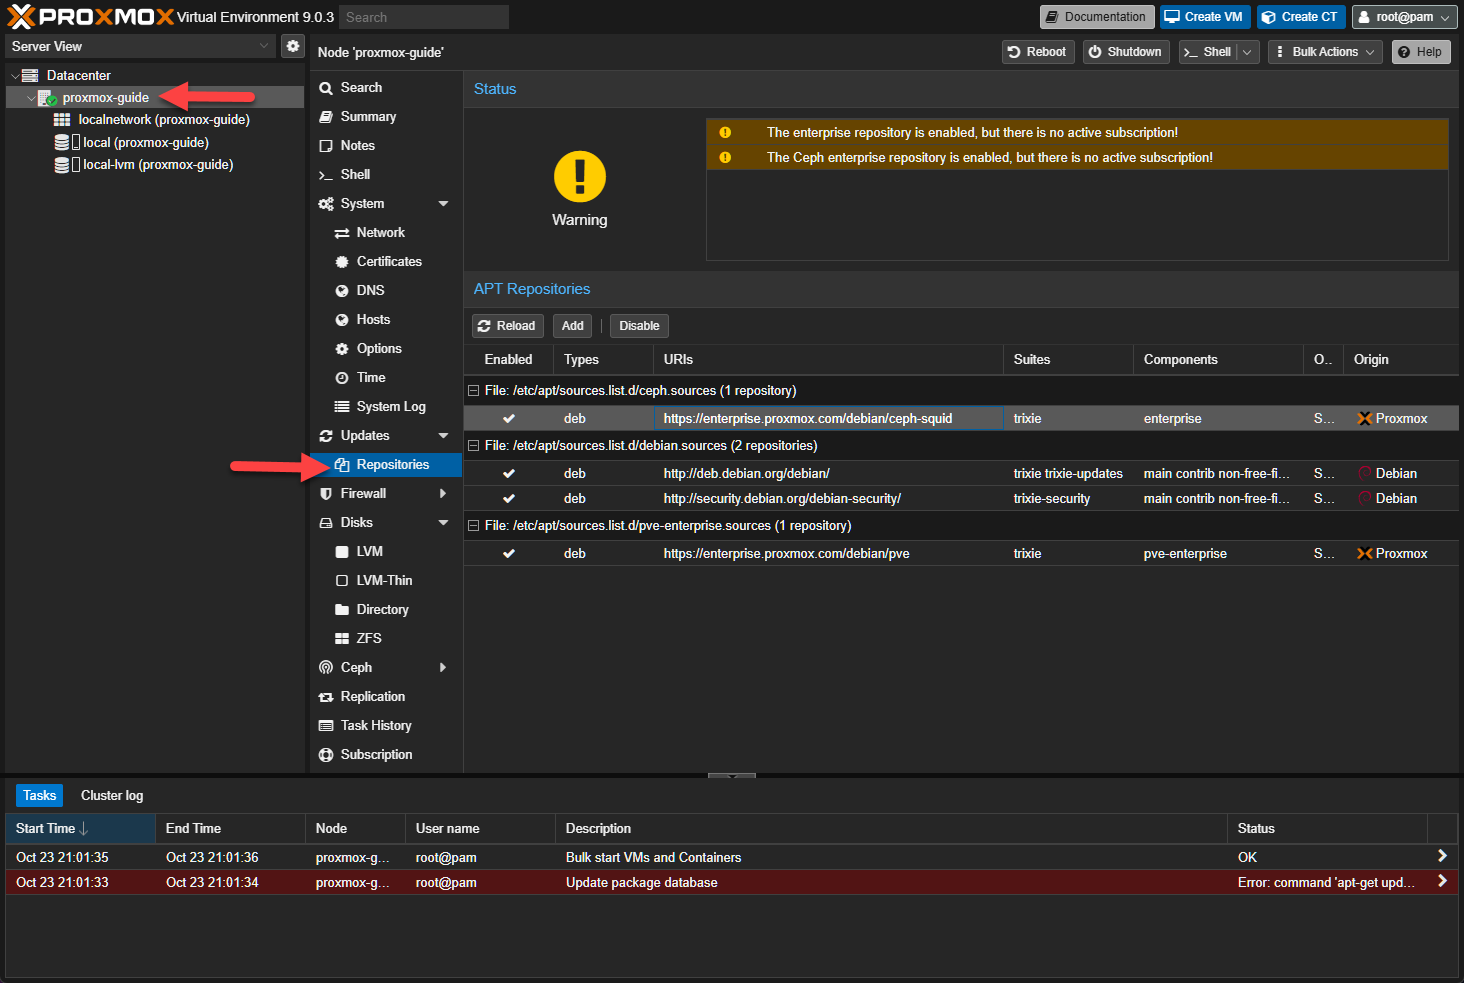 PROXMOX Virtual Environment 9.0.3 Search Documentation Create VM Create CT root@pam
Server View
Datacenter
proxmox-guide
localnetwork (proxmox-guide)
local (proxmox-guide)
local-lvm (proxmox-guide)
Node 'proxmox-guide' Reboot Shutdown Shell Bulk Actions Help
Search
Summary
Notes
Shell
System
Network
Certificates
DNS
Hosts
Options
Time
System Log
Updates
Repositories
Firewall
Disks
LVM
LVM-Thin
Directory
ZFS
Ceph
Replication
Task History
Subscription
Status
Warning
The enterprise repository is enabled, but there is no active subscription!
The Ceph enterprise repository is enabled, but there is no active subscription!
APT Repositories
Reload Add Disable
Enabled Types URIs Suites Components O.. Origin
File: /etc/apt/sources.list.d/ceph.sources (1 repository)
deb https://enterprise.proxmox.com/debian/ceph-squid trixie enterprise S... Proxmox
File: /etc/apt/sources.list.d/debian.sources (2 repositories)
deb http://deb.debian.org/debian/ trixie trixie-updates main contrib non-free-fi... S... Debian
deb http://security.debian.org/debian-security/ trixie-security main contrib non-free-fi... S... Debian
File: /etc/apt/sources.list.d/pve-enterprise.sources (1 repository)
deb https://enterprise.proxmox.com/debian/pve trixie pve-enterprise S... Proxmox
Tasks Cluster log
Start Time End Time Node User name Description Status
Oct 23 21:01:35 Oct 23 21:01:36 proxmox-g... root@pam Bulk start VMs and Containers OK
Oct 23 21:01:33 Oct 23 21:01:34 proxmox-g... root@pam Update package database Error: command 'apt-get upd...